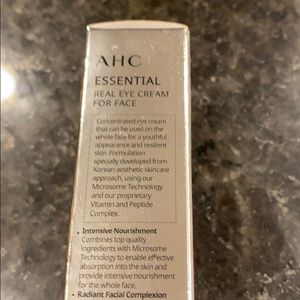 AHC
ESSENTIAL
REAL EYE CREAM
FOR FACE
Concentrated eye cream
that can be used on the
whole face for a youthful
appearance and resilient
skin. Formulation
specially developed from
Korean aesthetic skincare
approach, using our
Microsome Technology
and our proprietary
Vitamin and Peptide
Complex.
• Intensive Nourishment
Combines top quality
ingredients with Microsome
Technology to enable effective
absorption into the skin and
provide intensive nourishment
for the whole face.
• Radiant Facial Complexion